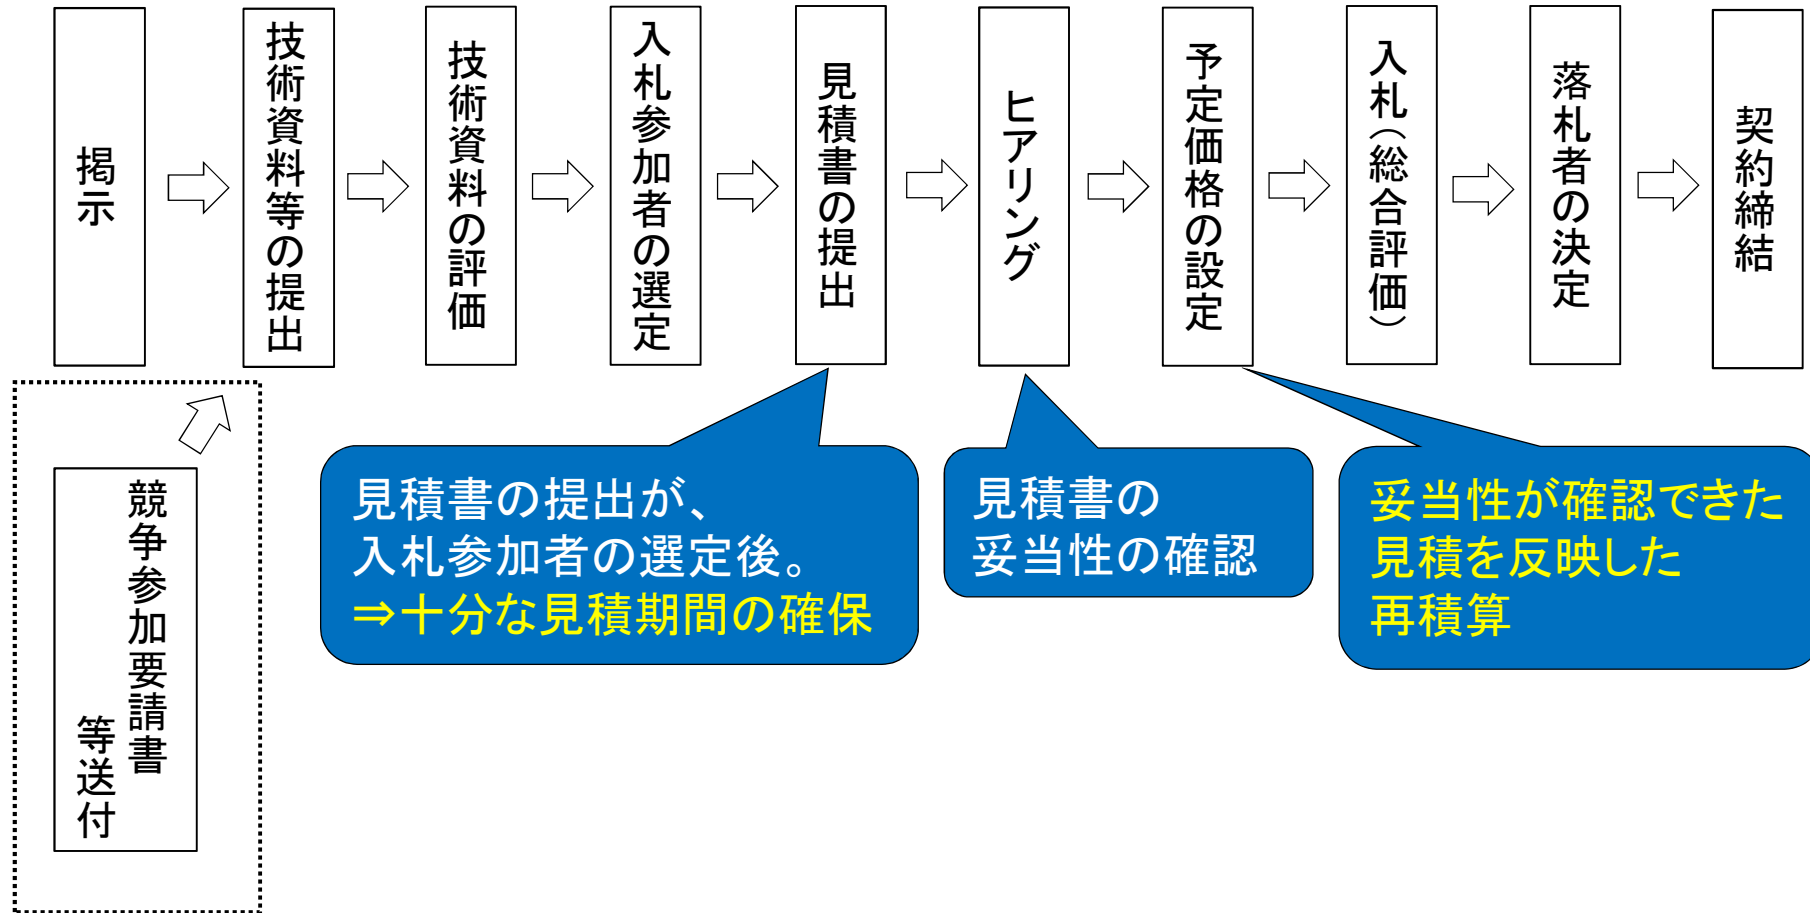 掲示
技術資料等の提出
技術資料の評価
入札参加者の選定
見積書の提出
ヒアリング
予定価格の設定
入札（総合評価）
落札者の決定
契約締結
競争参加要請書
等送付
見積書の提出が、
入札参加者の選定後。
⇒十分な見積期間の確保
見積書の
妥当性の確認
妥当性が確認できた
見積を反映した
再積算